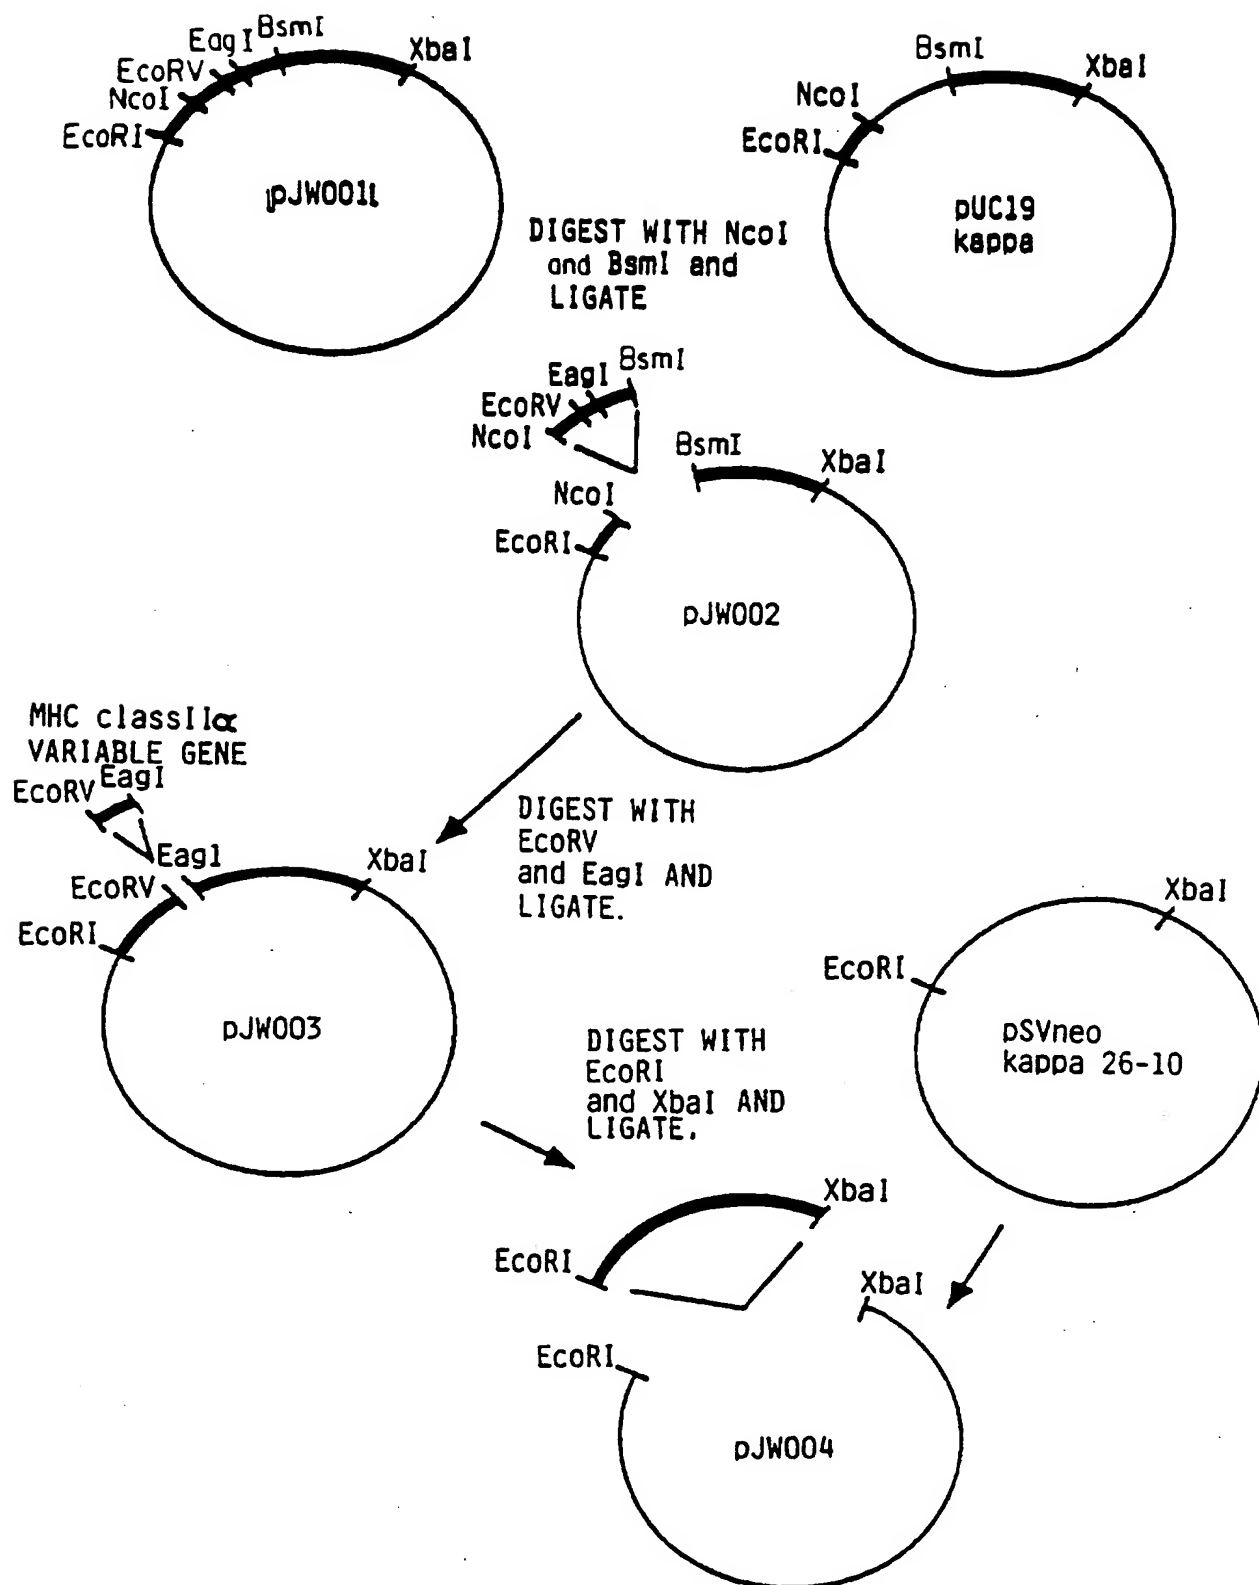 EagI
BsmI
XbaI
EcoRV
NcoI
EcoRI
pJW001
BsmI
XbaI
NcoI
EcoRI
pUC19
kappa
DIGEST WITH NcoI
and BsmI and
LIGATE
BsmI
EagI
EcoRV
NcoI
BsmI
XbaI
NcoI
EcoRI
pJW002
MHC classIIα
VARIABLE GENE
EcoRV
EagI
EagI
XbaI
EcoRV
EcoRI
pJW003
DIGEST WITH
EcoRV
and EagI AND
LIGATE.
XbaI
EcoRI
pSVneo
kappa 26-10
DIGEST WITH
EcoRI
and XbaI AND
LIGATE.
XbaI
EcoRI
XbaI
EcoRI
pJW004